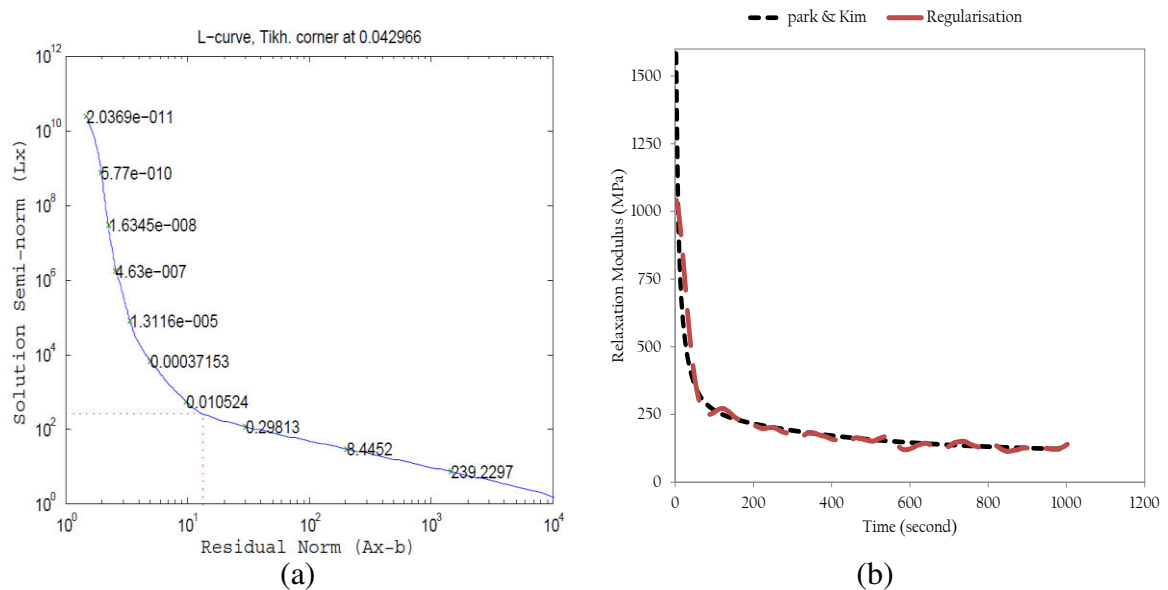 L-curve, Tikh. corner at 0.042966
10^12
10^10
10^8
10^6
10^4
10^2
10^0
Solution Semi-norm (Lx)
2.0369e-011
5.77e-010
1.6345e-008
4.63e-007
1.3116e-005
0.00037153
0.010524
0.29813
8.4452
239.2297
10^0 10^1 10^2 10^3 10^4
Residual Norm (Ax-b)
(a)
park & Kim Regularisation
1500
1250
1000
750
500
250
0
Relaxation Modulus (MPa)
0 200 400 600 800 1000 1200
Time (second)
(b)